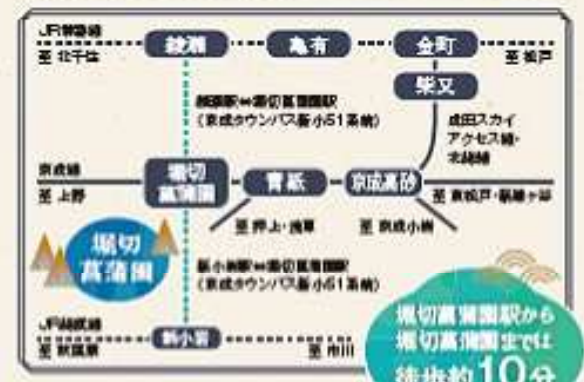 JR常磐線
至 北千住
綾瀬
亀有
金町
至 松戸
柴又
綾瀬駅⇔堀切菖蒲園駅
(京成タウンバス新小51系統)
成田スカイ
アクセス線・
北総線
京成線
至 上野
堀切
菖蒲園
青砥
京成高砂
至 東松戸・新鎌ヶ谷
至 押上・浅草
至 京成小岩
堀切
菖蒲園
新小岩駅⇔堀切菖蒲園駅
(京成タウンバス新小51系統)
JR総武線
至 秋葉原
新小岩
至 市川
堀切菖蒲園駅から
堀切菖蒲園までは
徒歩約10分